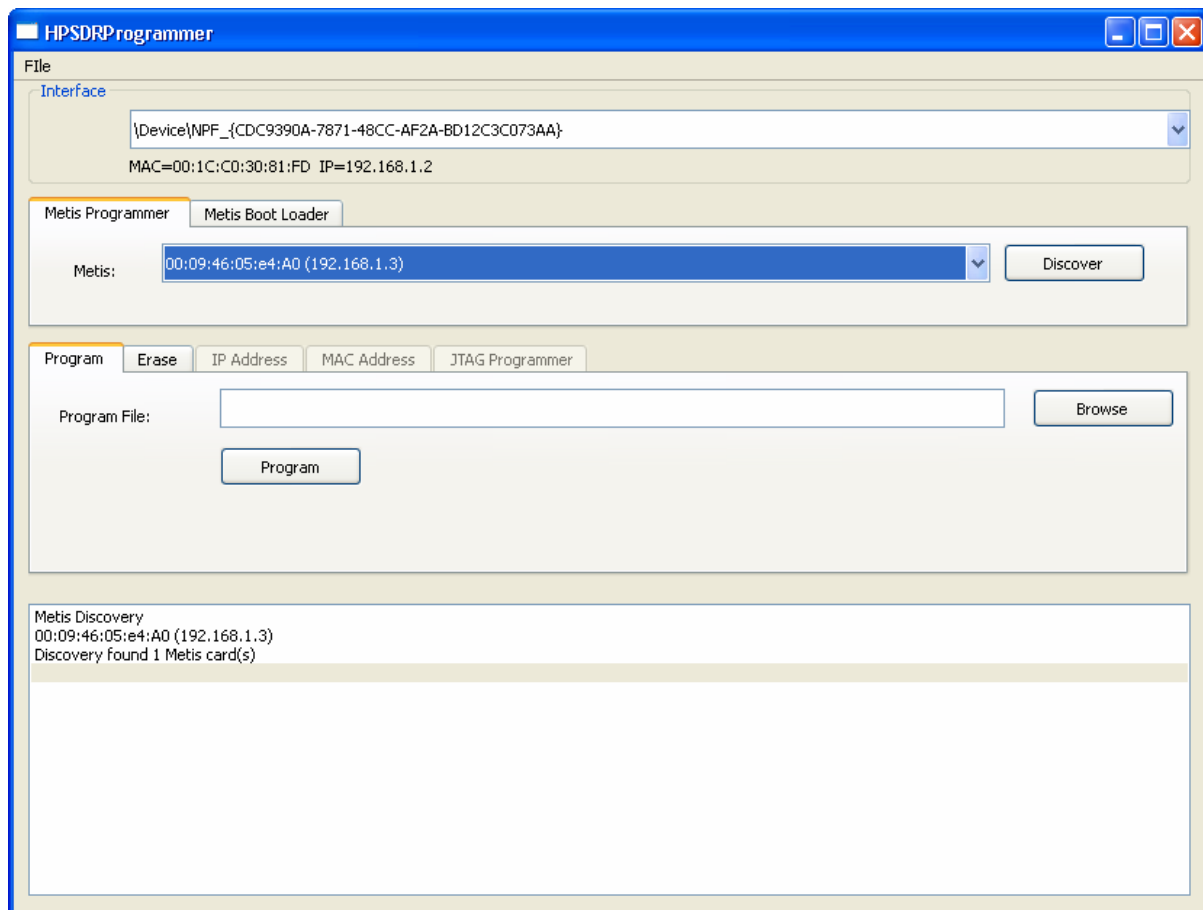 HPSDRProgrammer
FIle
Interface
\Device\NPF_{CDC9390A-7871-48CC-AF2A-BD12C3C073AA}
MAC=00:1C:C0:30:81:FD IP=192.168.1.2
Metis Programmer Metis Boot Loader
Metis: 00:09:46:05:e4:A0 (192.168.1.3) Discover
Program Erase IP Address MAC Address JTAG Programmer
Program File: Browse
Program
Metis Discovery
00:09:46:05:e4:A0 (192.168.1.3)
Discovery found 1 Metis card(s)